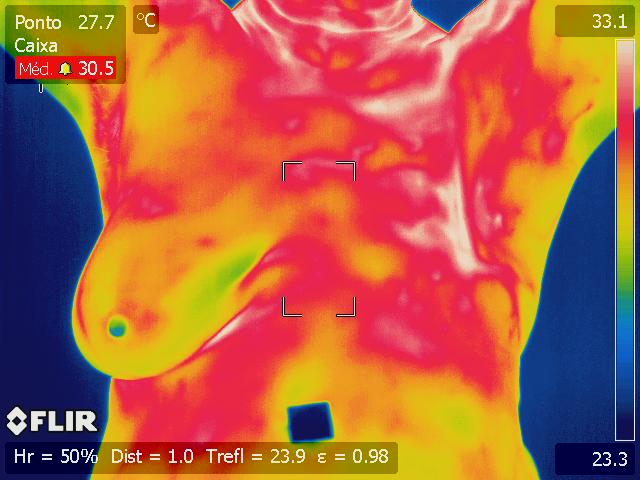 Ponto 27.7 °C
Caixa
Méd. 30.5
33.1
FLIR
Hr = 50% Dist = 1.0 Trefl = 23.9 ε = 0.98
23.3